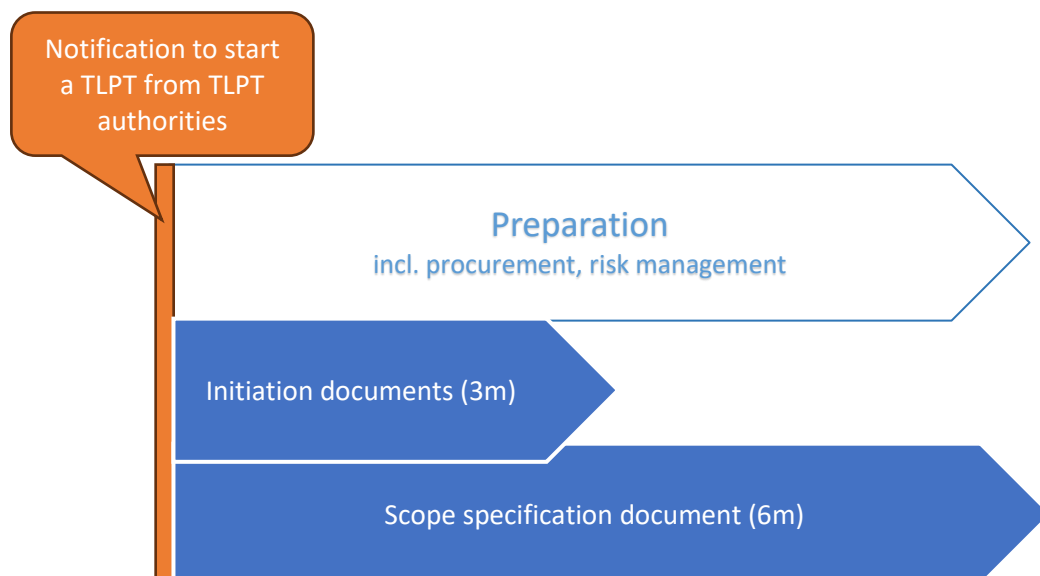 Notification to start
a TLPT from TLPT
authorities
Preparation
incl. procurement, risk management
Initiation documents (3m)
Scope specification document (6m)